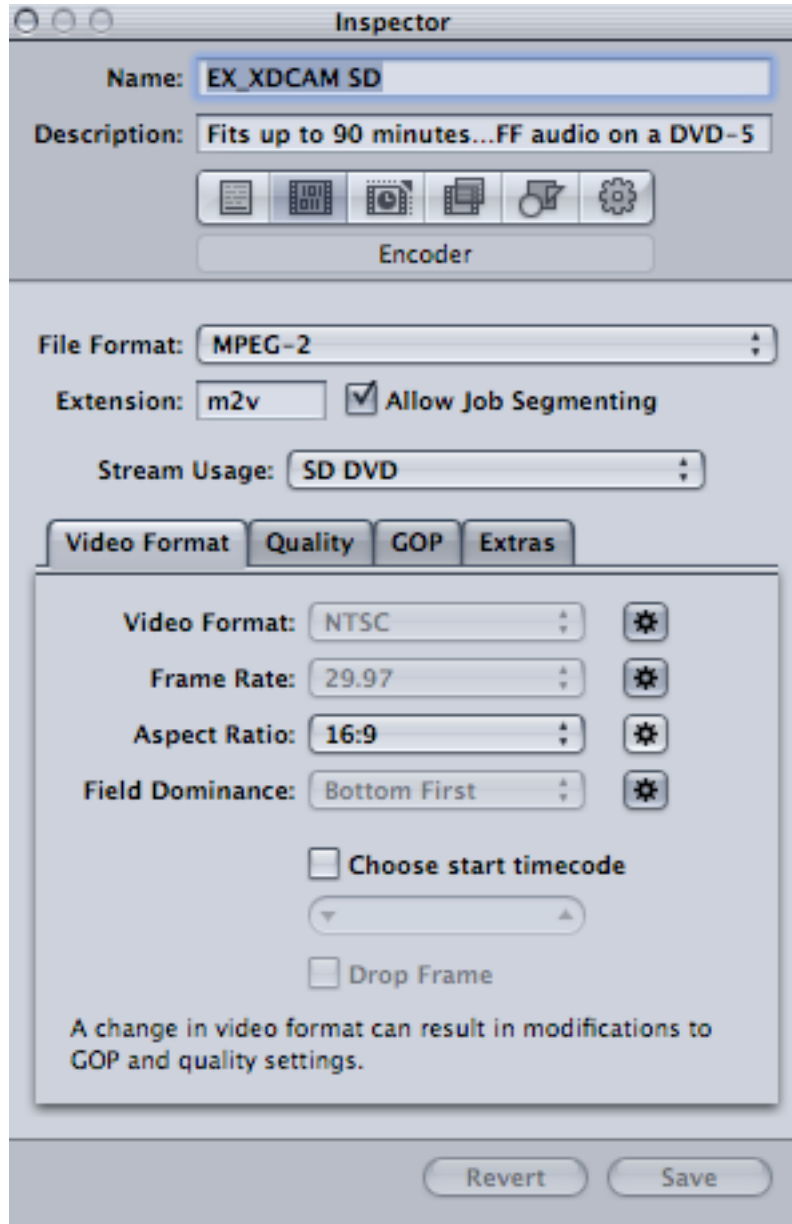 Inspector
Name: EX_XDCAM SD
Description: Fits up to 90 minutes...FF audio on a DVD-5
Encoder
File Format: MPEG-2
Extension: m2v Allow Job Segmenting
Stream Usage: SD DVD
Video Format Quality GOP Extras
Video Format: NTSC
Frame Rate: 29.97
Aspect Ratio: 16:9
Field Dominance: Bottom First
Choose start timecode
Drop Frame
A change in video format can result in modifications to
GOP and quality settings.
Revert Save